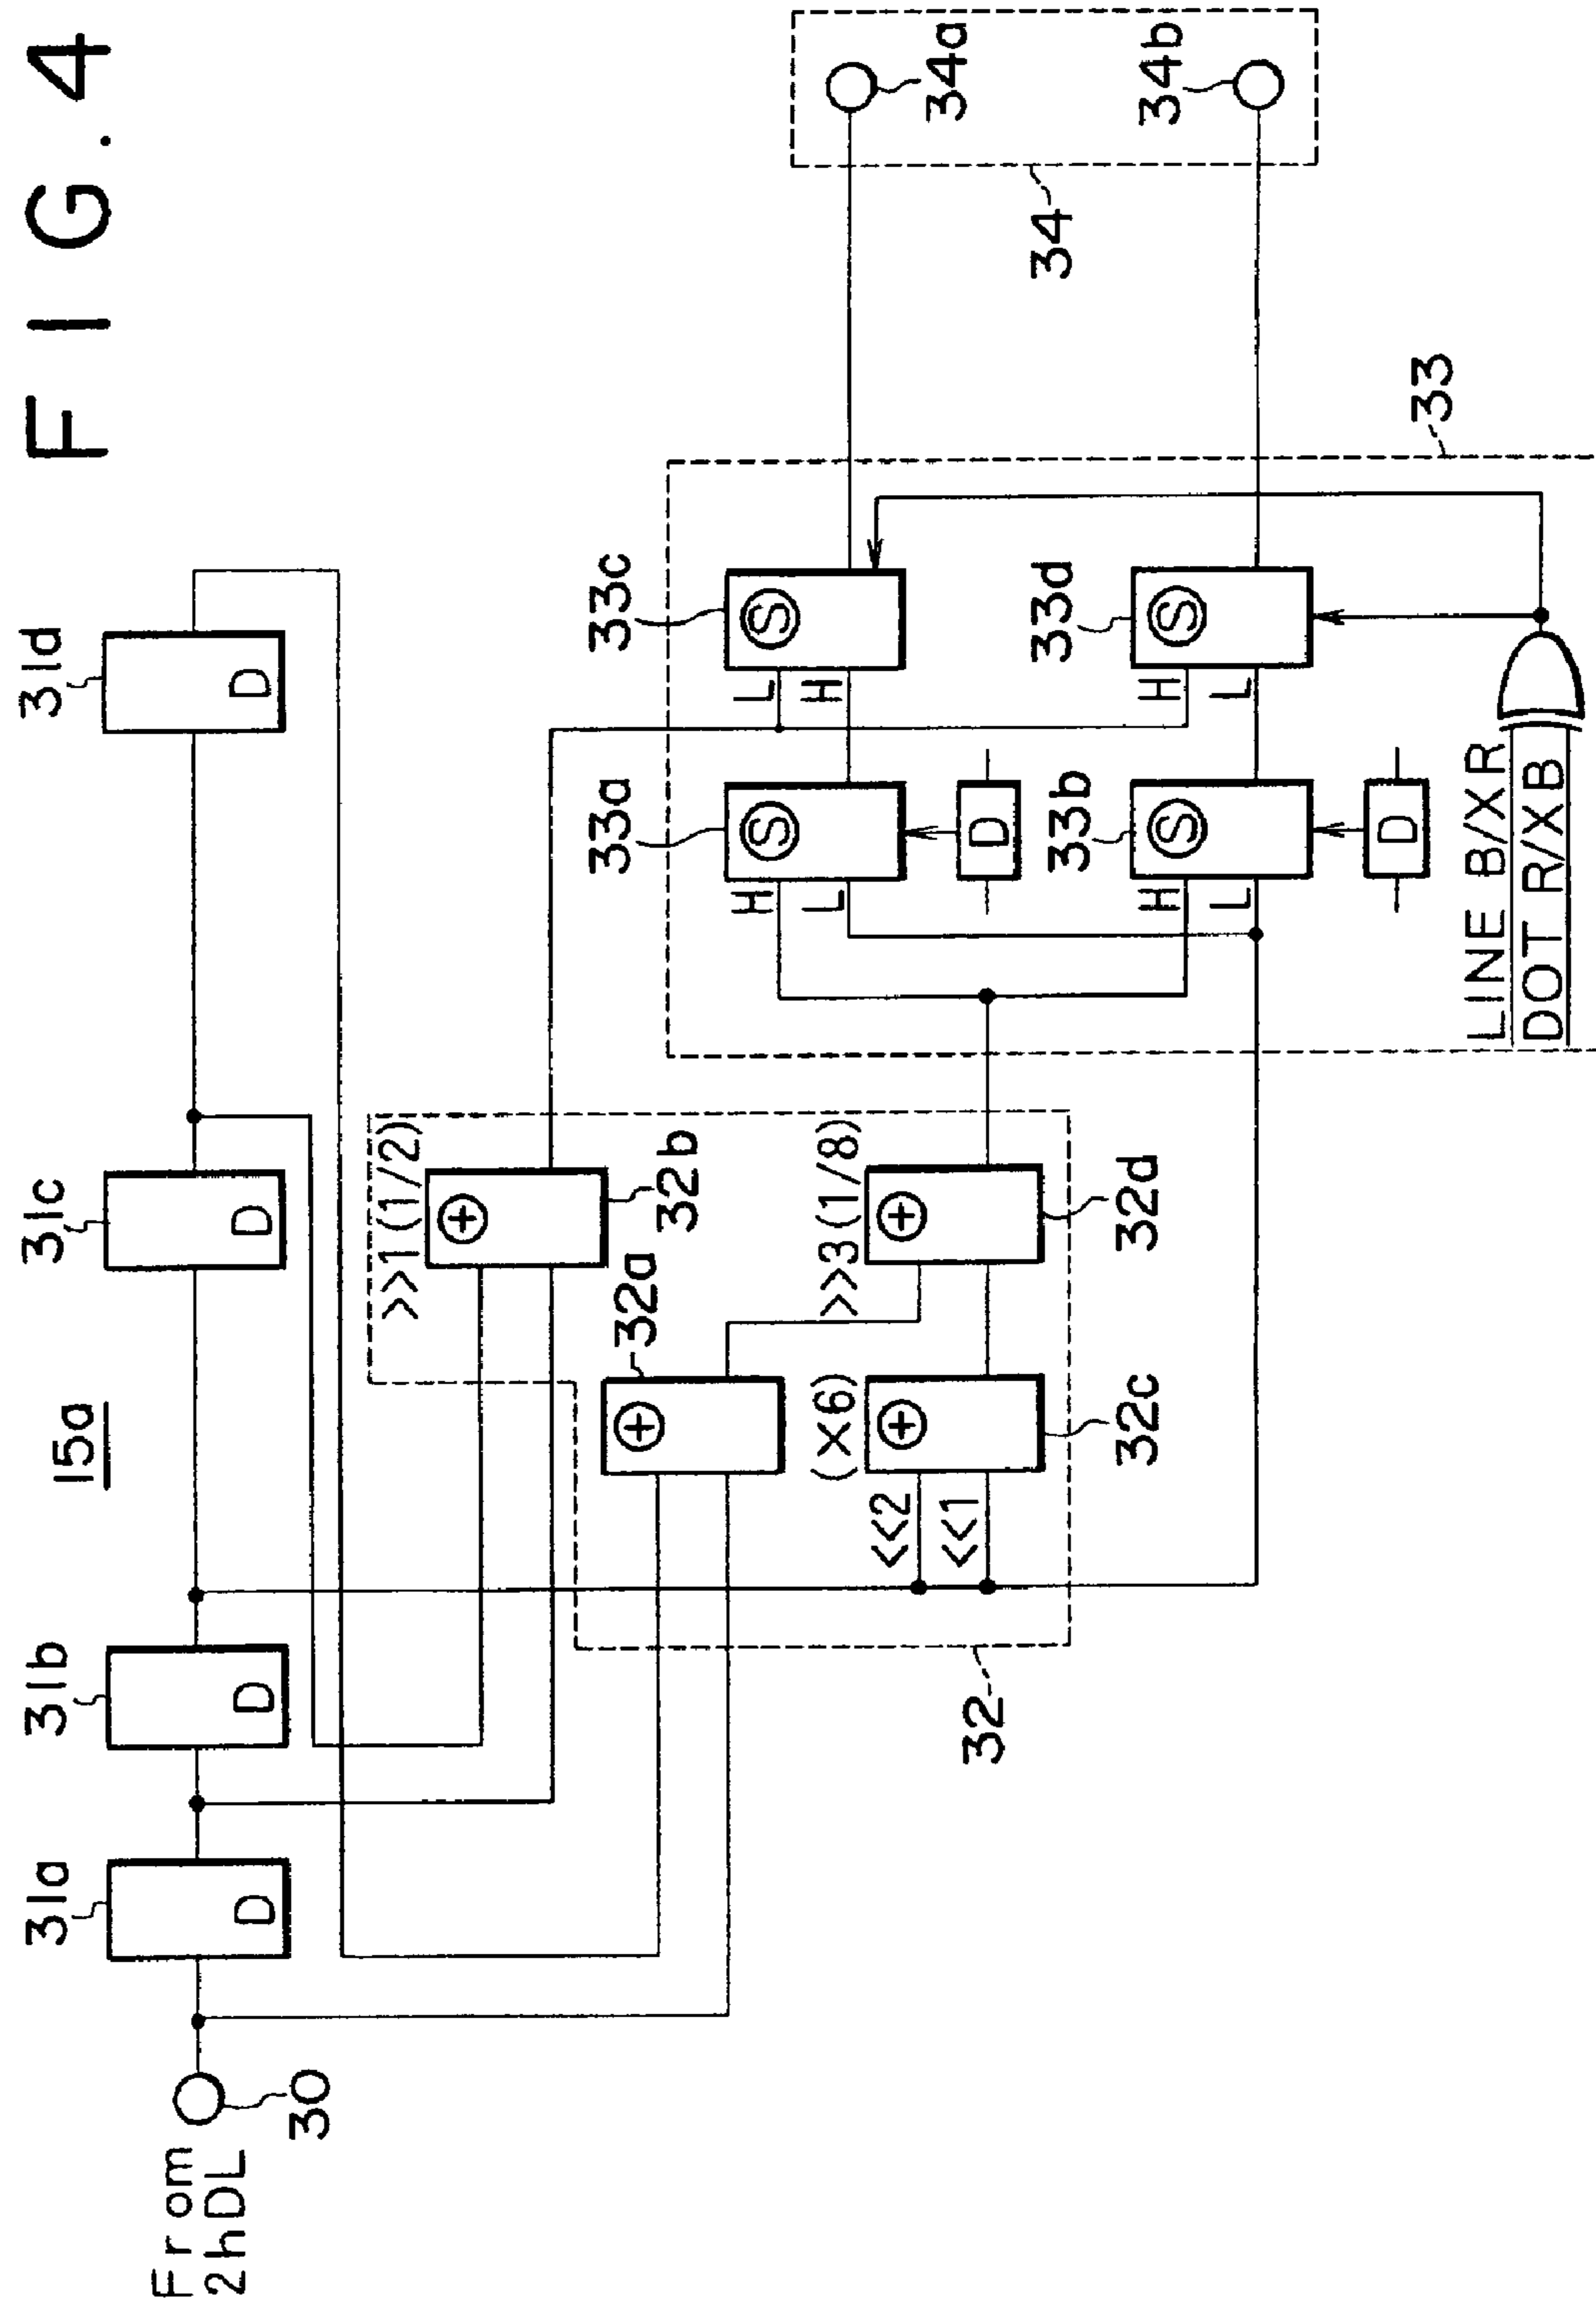 FIG.4
15a
31a
31b
31c
31d
D
D
D
D
From
2hDL
30
>>1(1/2)
32b
32a
>>3(1/8)
32d
(×6)
<<2
<<1
32c
32
33a
33c
H
L
L
H
S
S
D
33b
33d
H
L
H
L
S
S
D
LINE B/XR
DOT R/XB
33
34a
34b
34